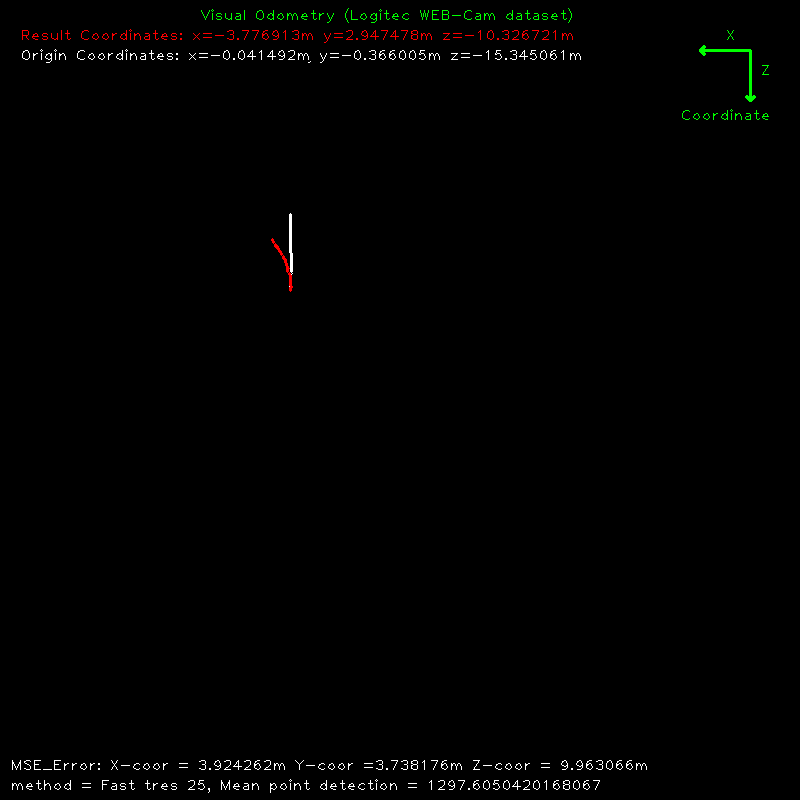 Visual Odometry (Logitec WEB-Cam dataset)
Result Coordinates: x=-3.776913m y=2.947478m z=-10.326721m
Origin Coordinates: x=-0.041492m y=-0.366005m z=-15.345061m
X
Z
Coordinate
MSE_Error: X-coor = 3.924262m Y-coor =3.738176m Z-coor = 9.963066m
method = Fast tres 25, Mean point detection = 1297.6050420168067